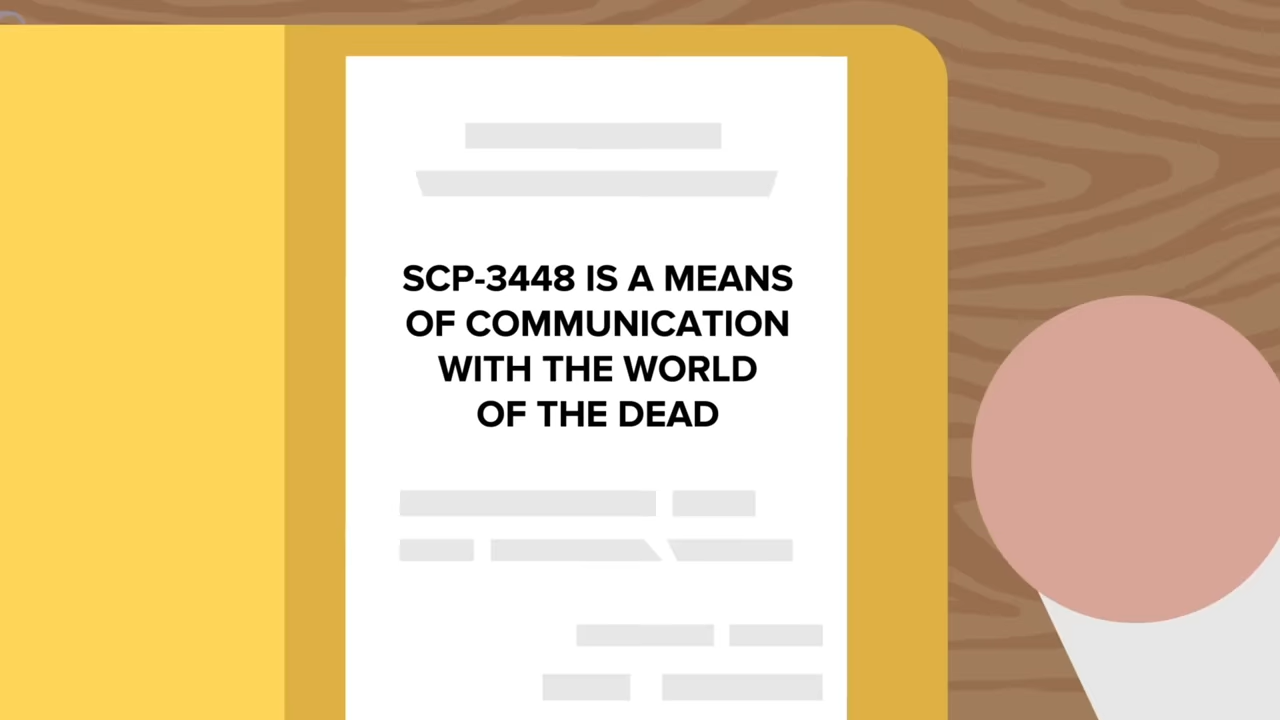 SCP-3448 IS A MEANS
OF COMMUNICATION
WITH THE WORLD
OF THE DEAD